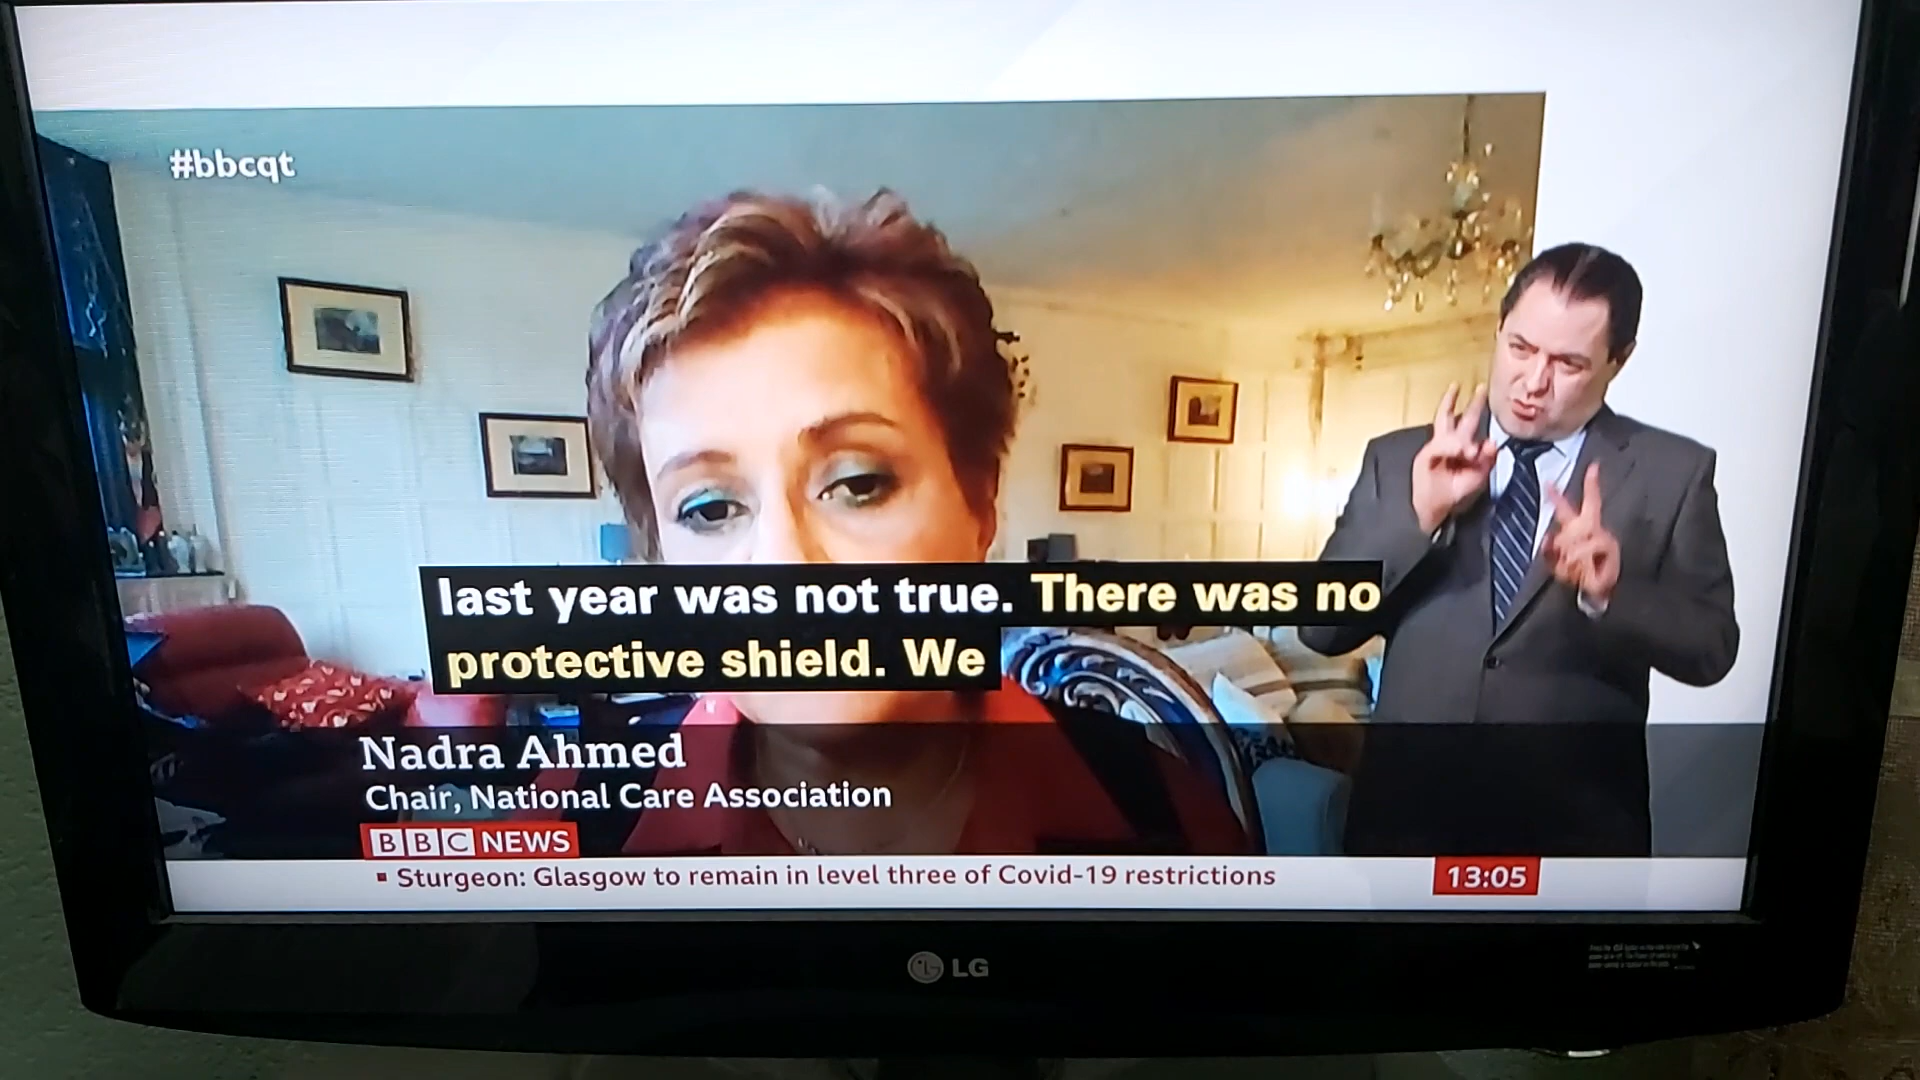 #bbcqt
last year was not true. There was no
protective shield. We
Nadra Ahmed
Chair, National Care Association
BBC NEWS
Sturgeon: Glasgow to remain in level three of Covid-19 restrictions
13:05
LG